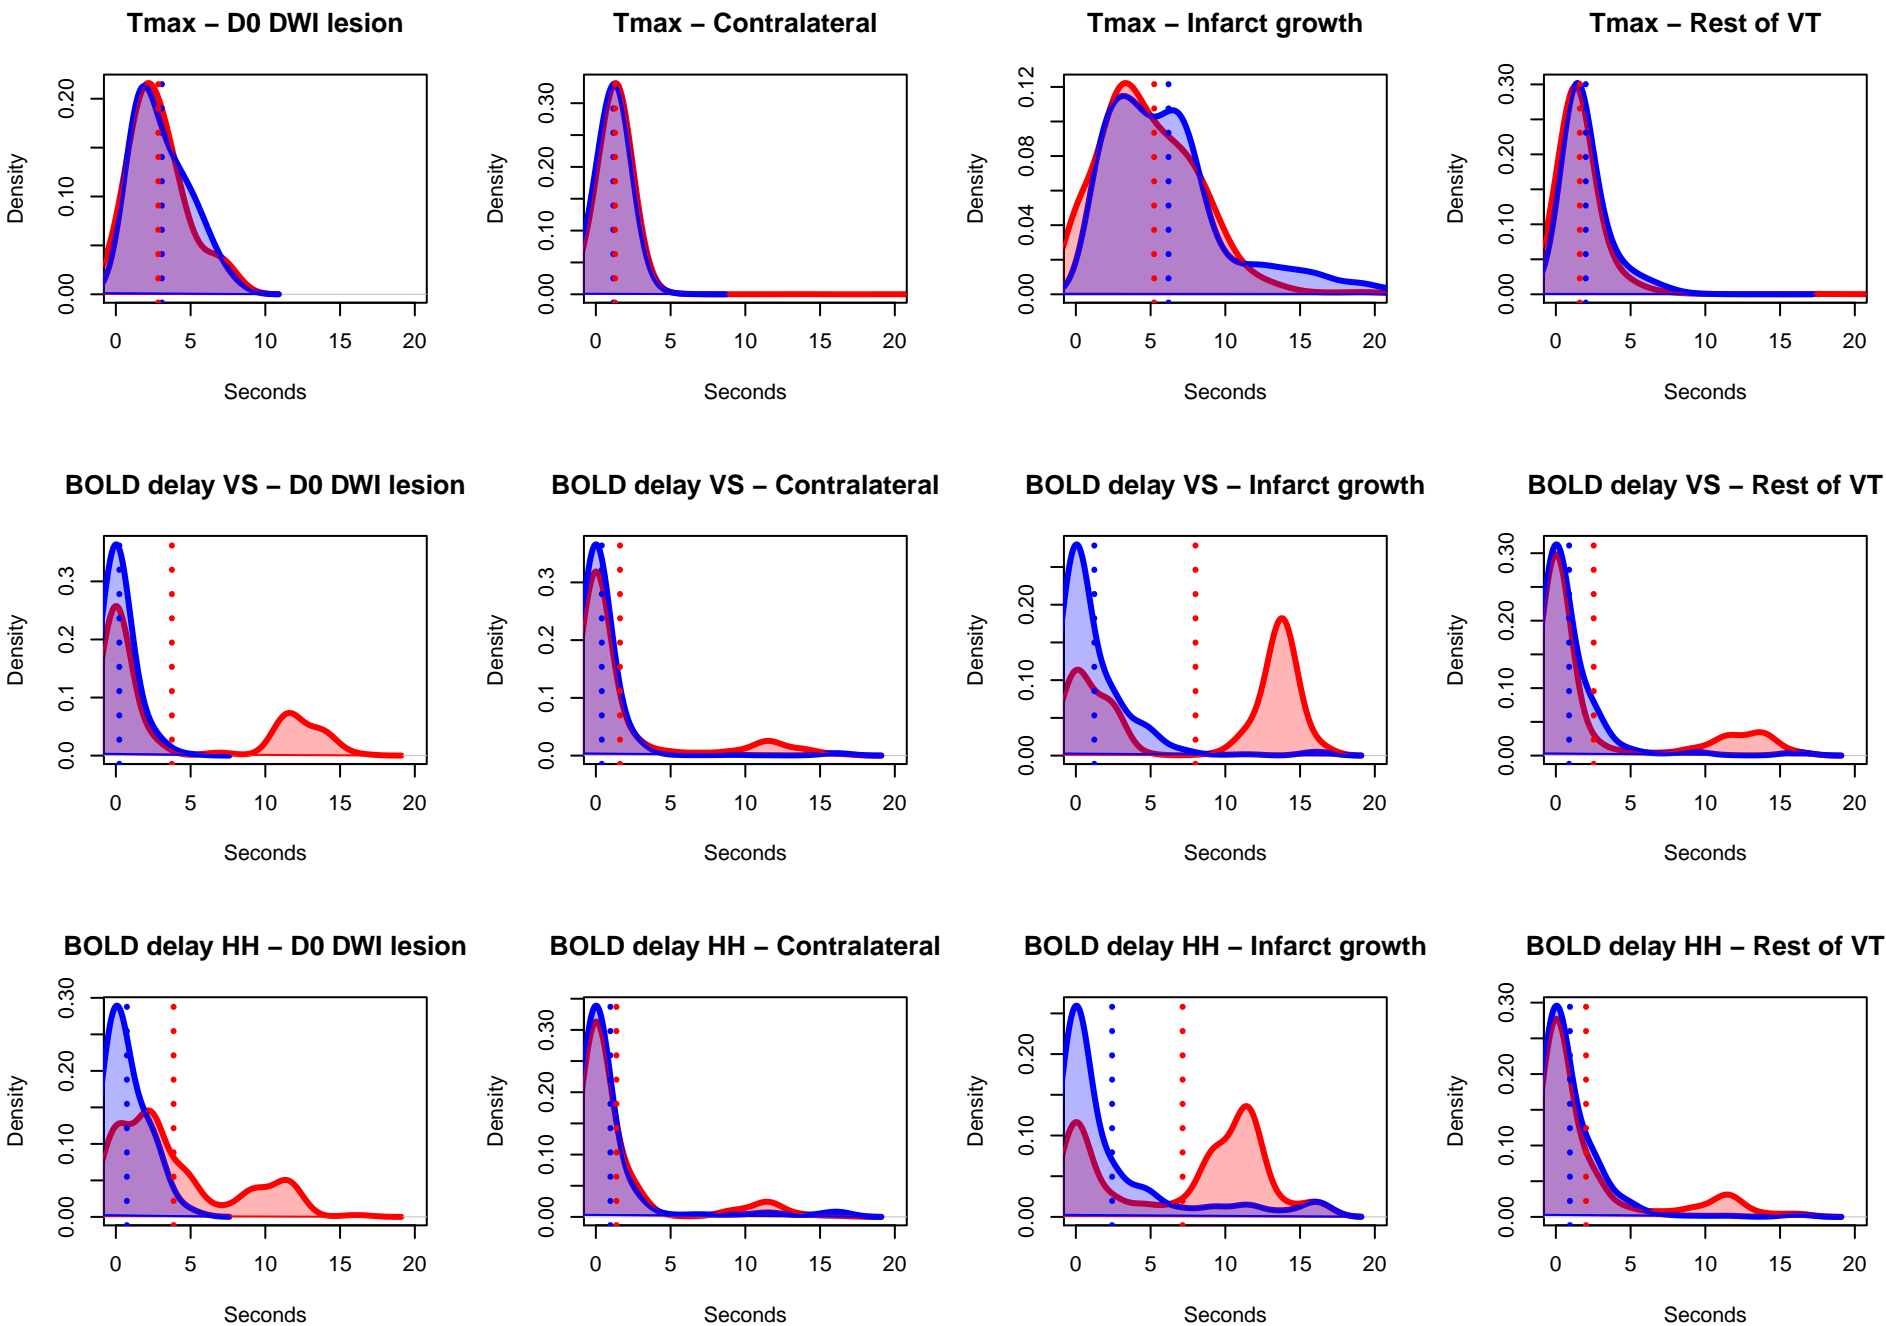 Tmax – D0 DWI lesion
Density
0.00 0.10 0.20
0 5 10 15 20
Seconds
Tmax – Contralateral
Density
0.00 0.10 0.20 0.30
0 5 10 15 20
Seconds
Tmax – Infarct growth
Density
0.00 0.04 0.08 0.12
0 5 10 15 20
Seconds
Tmax – Rest of VT
Density
0.00 0.10 0.20 0.30
0 5 10 15 20
Seconds
BOLD delay VS – D0 DWI lesion
Density
0.0 0.1 0.2 0.3
0 5 10 15 20
Seconds
BOLD delay VS – Contralateral
Density
0.0 0.1 0.2 0.3
0 5 10 15 20
Seconds
BOLD delay VS – Infarct growth
Density
0.00 0.10 0.20
0 5 10 15 20
Seconds
BOLD delay VS – Rest of VT
Density
0.00 0.10 0.20 0.30
0 5 10 15 20
Seconds
BOLD delay HH – D0 DWI lesion
Density
0.00 0.10 0.20 0.30
0 5 10 15 20
Seconds
BOLD delay HH – Contralateral
Density
0.00 0.10 0.20 0.30
0 5 10 15 20
Seconds
BOLD delay HH – Infarct growth
Density
0.00 0.10 0.20
0 5 10 15 20
Seconds
BOLD delay HH – Rest of VT
Density
0.00 0.10 0.20 0.30
0 5 10 15 20
Seconds